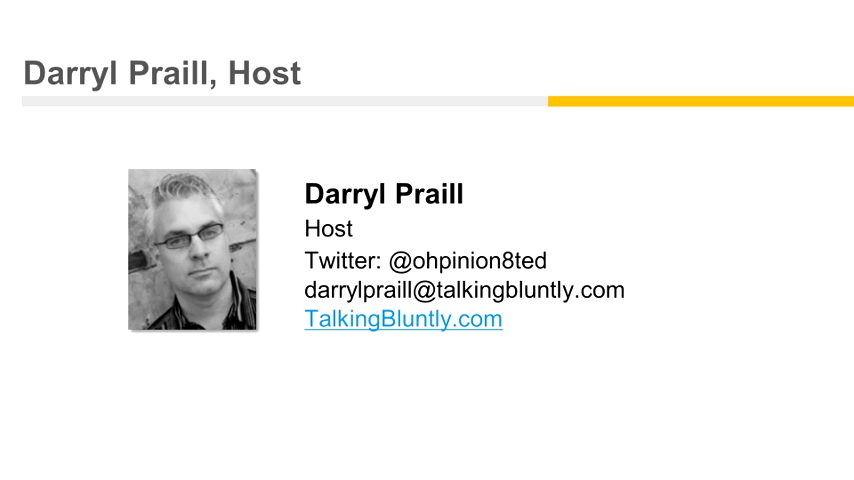 Darryl Praill, Host
Darryl Praill
Host
Twitter: @ohpinion8ted
darrylpraill@talkingbluntly.com
TalkingBluntly.com